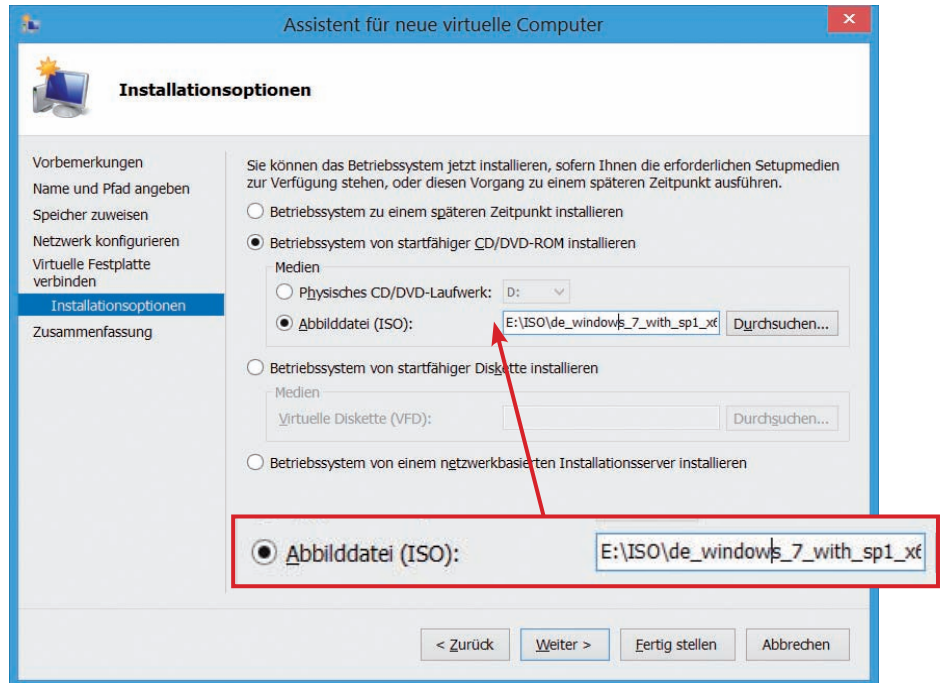 Assistent für neue virtuelle Computer
Installationsoptionen
Vorbemerkungen
Name und Pfad angeben
Speicher zuweisen
Netzwerk konfigurieren
Virtuelle Festplatte
verbinden
Installationsoptionen
Zusammenfassung
Sie können das Betriebssystem jetzt installieren, sofern Ihnen die erforderlichen Setupmedien
zur Verfügung stehen, oder diesen Vorgang zu einem späteren Zeitpunkt ausführen.
Betriebssystem zu einem späteren Zeitpunkt installieren
Betriebssystem von startfähiger CD/DVD-ROM installieren
Medien
Physisches CD/DVD-Laufwerk: D:
Abbilddatei (ISO): E:\ISO\de_windows_7_with_sp1_x6 Durchsuchen...
Betriebssystem von startfähiger Diskette installieren
Medien
Virtuelle Diskette (VFD): Durchsuchen...
Betriebssystem von einem netzwerkbasierten Installationsserver installieren
Abbilddatei (ISO): E:\ISO\de_windows_7_with_sp1_x6
< Zurück Weiter > Fertig stellen Abbrechen